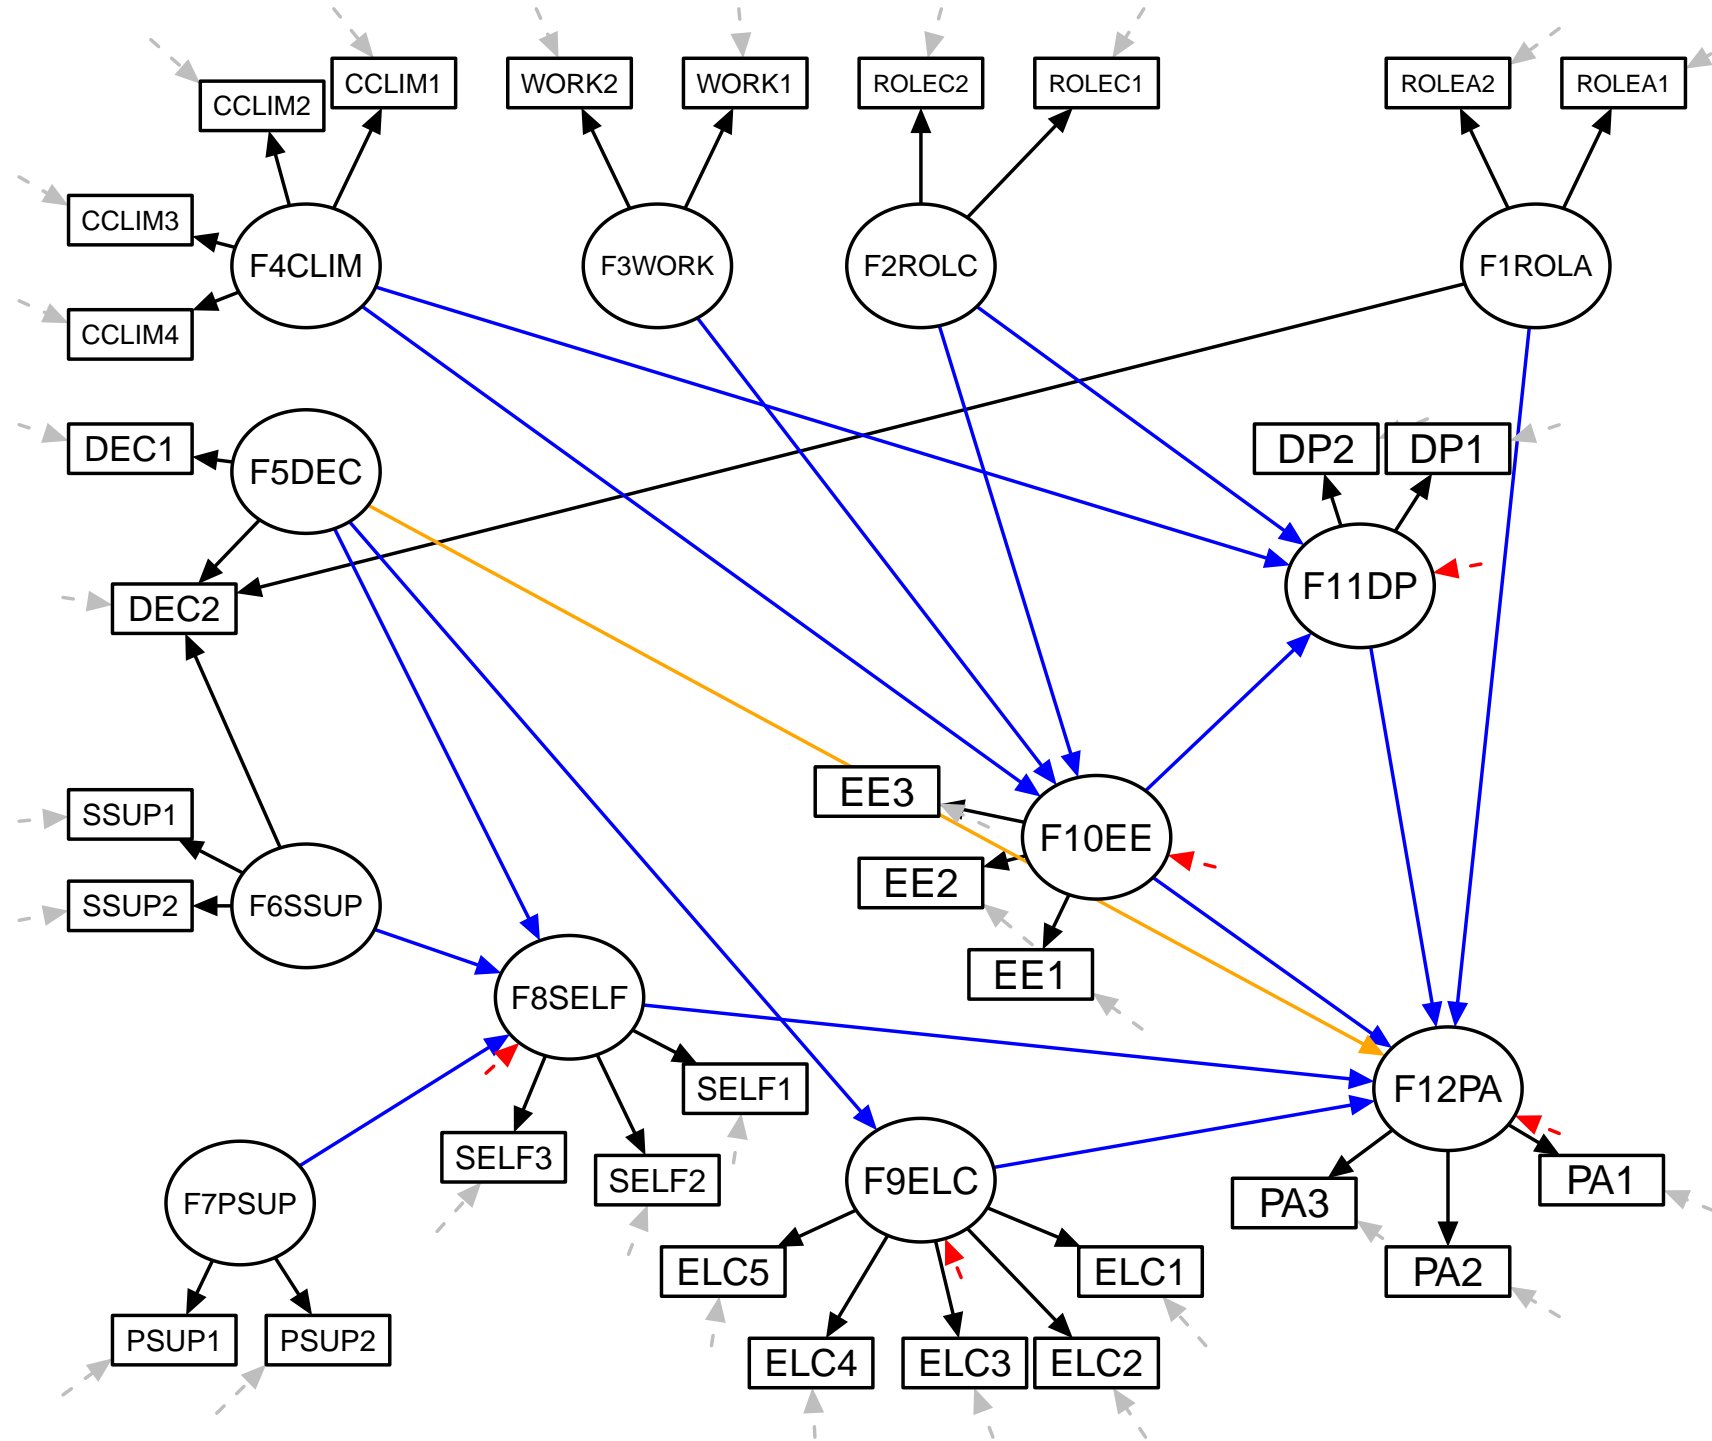 CCLIM1
WORK2
WORK1
ROLEC2
ROLEC1
ROLEA2
ROLEA1
CCLIM2
CCLIM3
F4CLIM
F3WORK
F2ROLC
F1ROLA
CCLIM4
DEC1
F5DEC
DP2
DP1
F11DP
DEC2
EE3
F10EE
SSUP1
EE2
SSUP2
F6SSUP
EE1
F8SELF
SELF1
F12PA
SELF3
SELF2
F9ELC
PA1
F7PSUP
PA3
ELC5
ELC1
PA2
PSUP1
PSUP2
ELC4
ELC3
ELC2